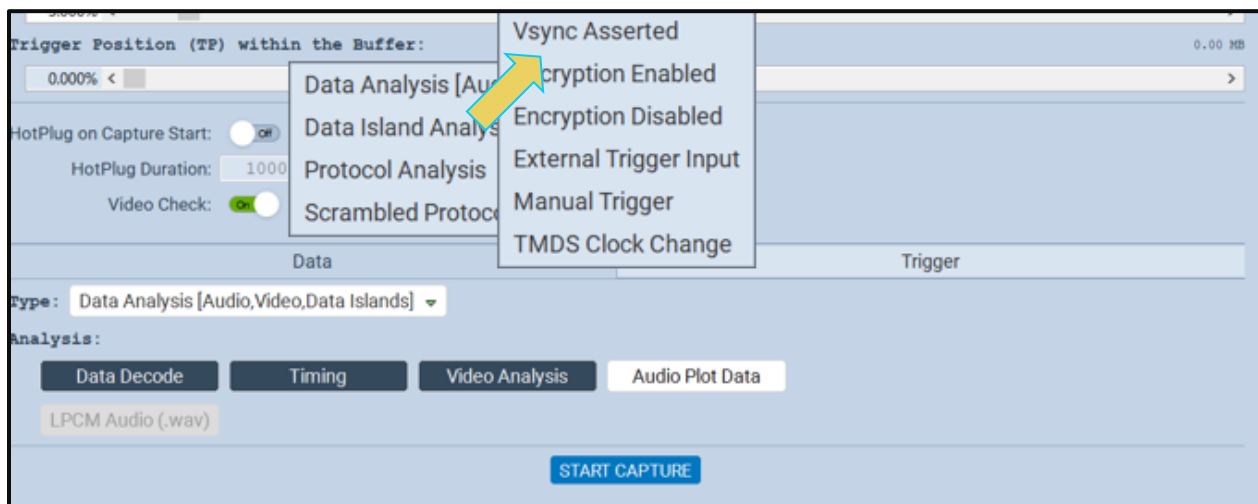 Trigger Position (TP) within the Buffer:
0.00 MB
0.000% <
>
Vsync Asserted
cryption Enabled
Encryption Disabled
External Trigger Input
Manual Trigger
TMDS Clock Change
Data Analysis [Au
Data Island Analys
Protocol Analysis
Scrambled Protoc
HotPlug on Capture Start: Off
HotPlug Duration: 1000
Video Check: On
Data
Trigger
Type: Data Analysis [Audio,Video,Data Islands]
Analysis:
Data Decode
Timing
Video Analysis
Audio Plot Data
LPCM Audio (.wav)
START CAPTURE